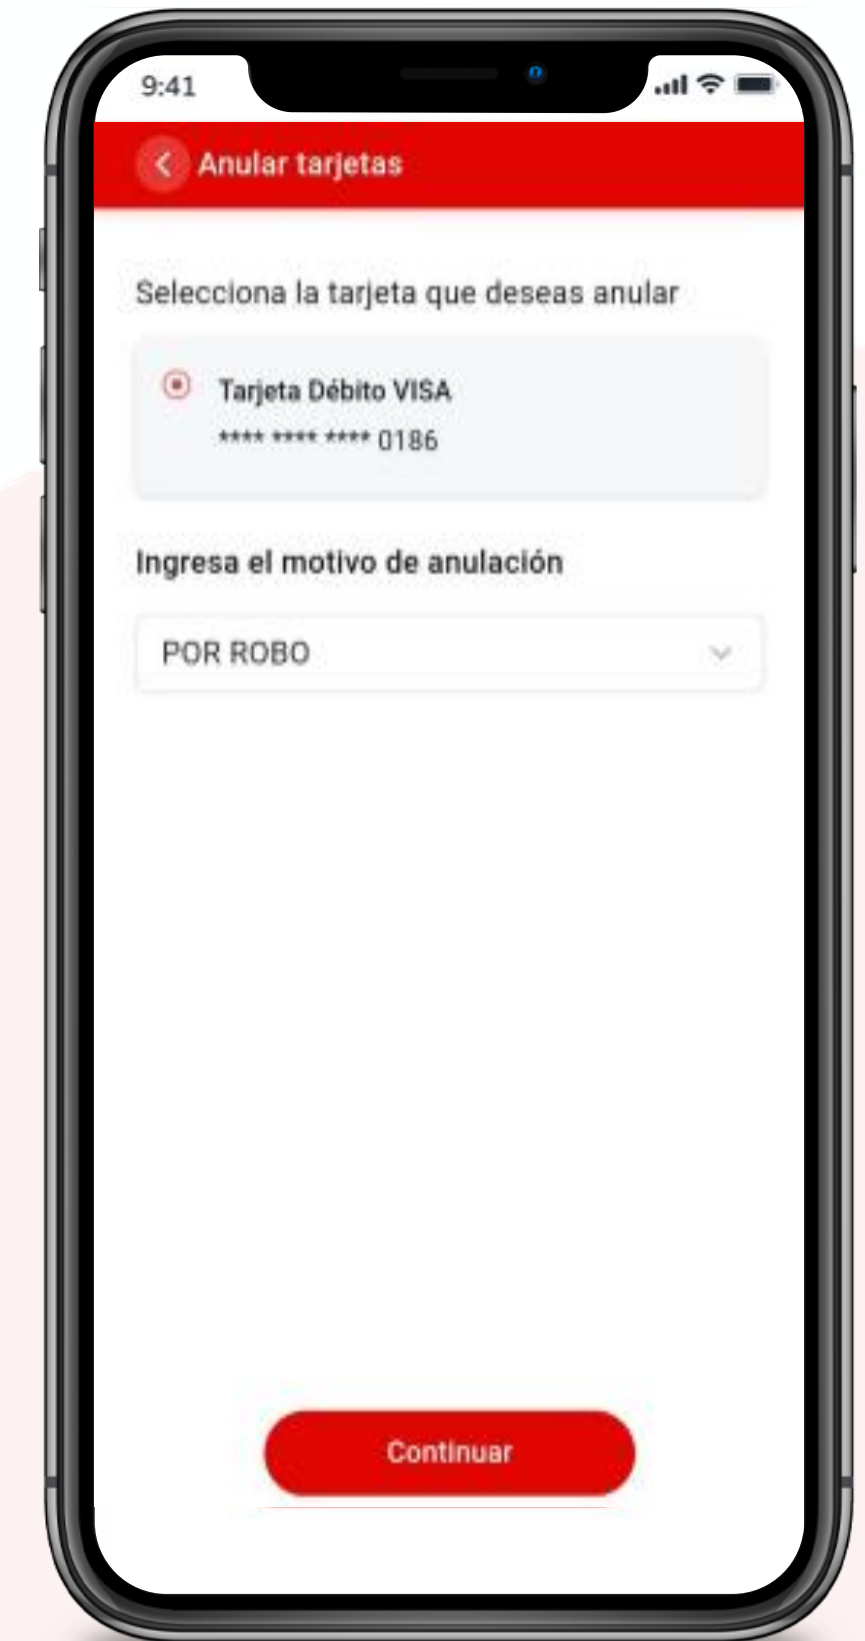 9:41
Anular tarjetas
Selecciona la tarjeta que deseas anular
Tarjeta Débito VISA
**** **** **** 0186
Ingresa el motivo de anulación
POR ROBO
Continuar